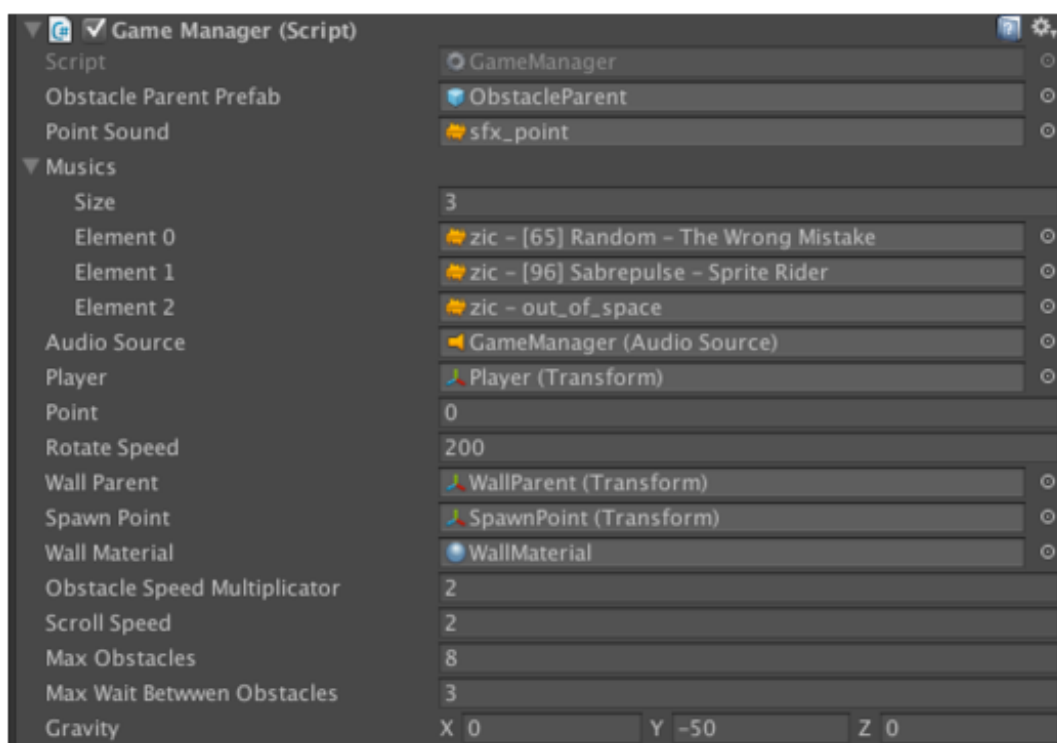 Game Manager (Script)
Script GameManager
Obstacle Parent Prefab ObstacleParent
Point Sound sfx_point
Musics
Size 3
Element 0 zic – [65] Random – The Wrong Mistake
Element 1 zic – [96] Sabrepulse – Sprite Rider
Element 2 zic – out_of_space
Audio Source GameManager (Audio Source)
Player Player (Transform)
Point 0
Rotate Speed 200
Wall Parent WallParent (Transform)
Spawn Point SpawnPoint (Transform)
Wall Material WallMaterial
Obstacle Speed Multiplicator 2
Scroll Speed 2
Max Obstacles 8
Max Wait Betwwen Obstacles 3
Gravity X 0 Y -50 Z 0